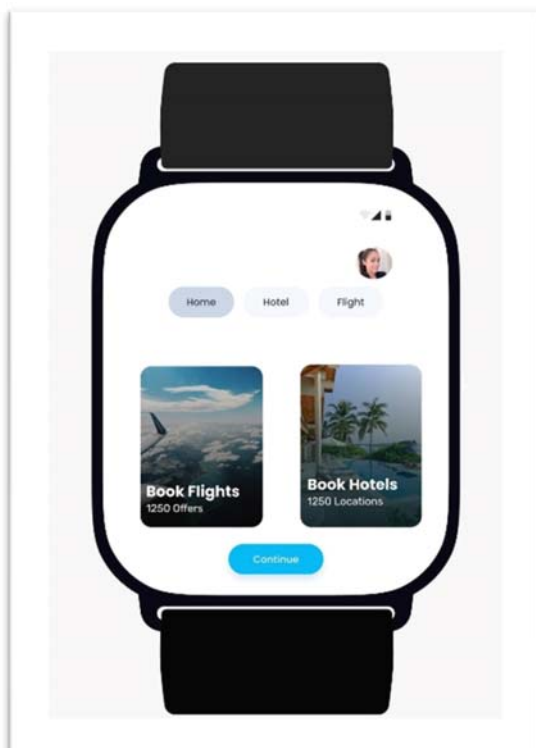 Home
Hotel
Flight
Book Flights
1250 Offers
Book Hotels
1250 Locations
Continue